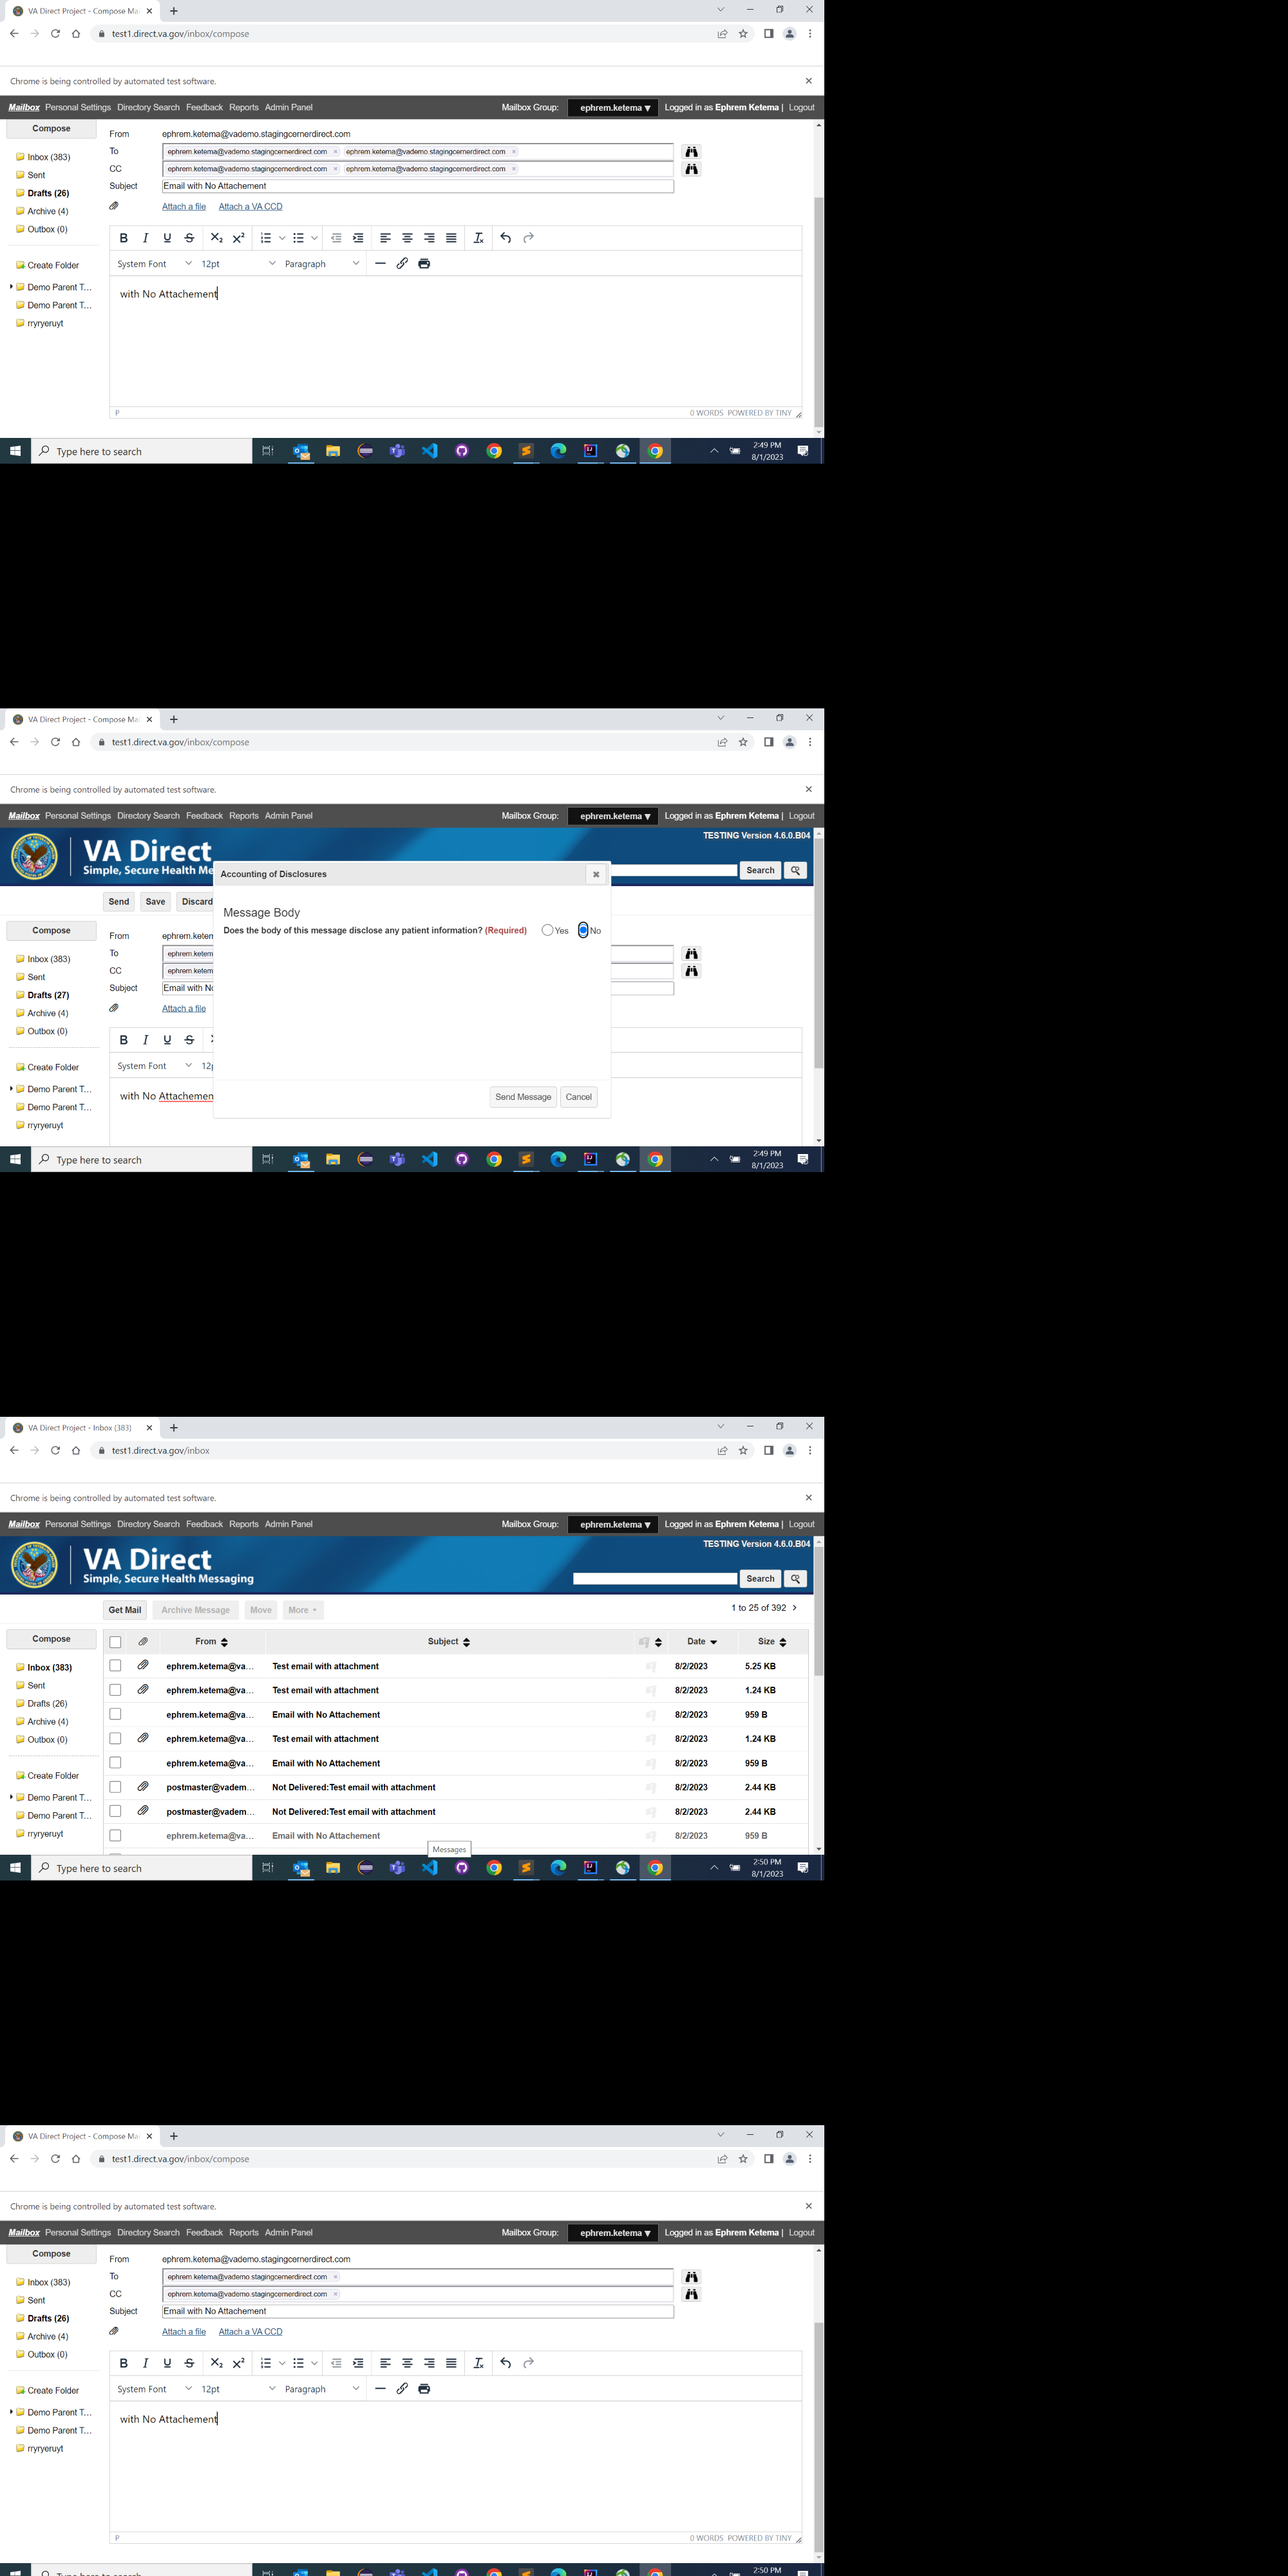 VA Direct Project - Compose Ma
test1.direct.va.gov/inbox/compose
Chrome is being controlled by automated test software.
Mailbox Personal Settings Directory Search Feedback Reports Admin Panel Mailbox Group: ephrem.ketema ▼ Logged in as Ephrem Ketema | Logout
Compose
From ephrem.ketema@vademo.stagingcernerdirect.com
To ephrem.ketema@vademo.stagingcernerdirect.com × ephrem.ketema@vademo.stagingcernerdirect.com ×
CC ephrem.ketema@vademo.stagingcernerdirect.com × ephrem.ketema@vademo.stagingcernerdirect.com ×
Subject Email with No Attachement
Attach a file Attach a VA CCD
Inbox (383)
Sent
Drafts (26)
Archive (4)
Outbox (0)
Create Folder
Demo Parent T...
Demo Parent T...
rryryeruyt
B I U S X₂ X²
System Font 12pt Paragraph
with No Attachement
P 0 WORDS POWERED BY TINY
Type here to search
2:49 PM
8/1/2023
VA Direct Project - Compose Ma
test1.direct.va.gov/inbox/compose
Chrome is being controlled by automated test software.
Mailbox Personal Settings Directory Search Feedback Reports Admin Panel Mailbox Group: ephrem.ketema ▼ Logged in as Ephrem Ketema | Logout
TESTING Version 4.6.0.B04
VA Direct
Simple, Secure Health Me
Search
Send Save Discard
Accounting of Disclosures
Message Body
Does the body of this message disclose any patient information? (Required) Yes No
Send Message Cancel
Compose
From ephrem.keter
To ephrem.ketem
CC ephrem.ketem
Subject Email with No
Attach a file
Inbox (383)
Sent
Drafts (27)
Archive (4)
Outbox (0)
Create Folder
Demo Parent T...
Demo Parent T...
rryryeruyt
B I U S
System Font 12p
with No Attachemen
Type here to search
2:49 PM
8/1/2023
VA Direct Project - Inbox (383)
test1.direct.va.gov/inbox
Chrome is being controlled by automated test software.
Mailbox Personal Settings Directory Search Feedback Reports Admin Panel Mailbox Group: ephrem.ketema ▼ Logged in as Ephrem Ketema | Logout
TESTING Version 4.6.0.B04
VA Direct
Simple, Secure Health Messaging
Search
Get Mail Archive Message Move More 1 to 25 of 392
Compose
Inbox (383)
Sent
Drafts (26)
Archive (4)
Outbox (0)
Create Folder
Demo Parent T...
Demo Parent T...
rryryeruyt
From Subject Date Size
ephrem.ketema@va... Test email with attachment 8/2/2023 5.25 KB
ephrem.ketema@va... Test email with attachment 8/2/2023 1.24 KB
ephrem.ketema@va... Email with No Attachement 8/2/2023 959 B
ephrem.ketema@va... Test email with attachment 8/2/2023 1.24 KB
ephrem.ketema@va... Email with No Attachement 8/2/2023 959 B
postmaster@vadem... Not Delivered:Test email with attachment 8/2/2023 2.44 KB
postmaster@vadem... Not Delivered:Test email with attachment 8/2/2023 2.44 KB
ephrem.ketema@va... Email with No Attachement 8/2/2023 959 B
Messages
Type here to search
2:50 PM
8/1/2023
VA Direct Project - Compose Ma
test1.direct.va.gov/inbox/compose
Chrome is being controlled by automated test software.
Mailbox Personal Settings Directory Search Feedback Reports Admin Panel Mailbox Group: ephrem.ketema ▼ Logged in as Ephrem Ketema | Logout
Compose
From ephrem.ketema@vademo.stagingcernerdirect.com
To ephrem.ketema@vademo.stagingcernerdirect.com ×
CC ephrem.ketema@vademo.stagingcernerdirect.com ×
Subject Email with No Attachement
Attach a file Attach a VA CCD
Inbox (383)
Sent
Drafts (26)
Archive (4)
Outbox (0)
Create Folder
Demo Parent T...
Demo Parent T...
rryryeruyt
B I U S X₂ X²
System Font 12pt Paragraph
with No Attachement
P 0 WORDS POWERED BY TINY
2:50 PM